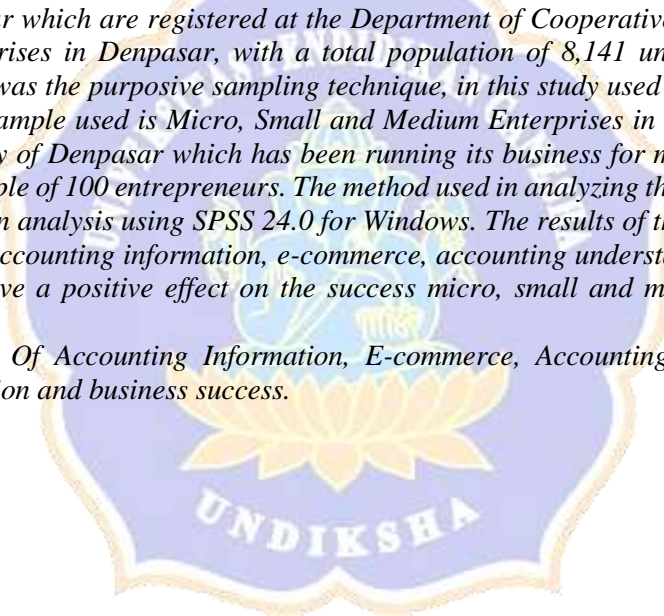 ar which are registered at the Department of Cooperative
rises in Denpasar, with a total population of 8,141 un
was the purposive sampling technique, in this study used
ample used is Micro, Small and Medium Enterprises in
y of Denpasar which has been running its business for m
ple of 100 entrepreneurs. The method used in analyzing th
n analysis using SPSS 24.0 for Windows. The results of th
ccounting information, e-commerce, accounting underst
ve a positive effect on the success micro, small and m
Of Accounting Information, E-commerce, Accounting
ion and business success.
UNIVERSITAS PENDIDIKAN
UNDIKSHA